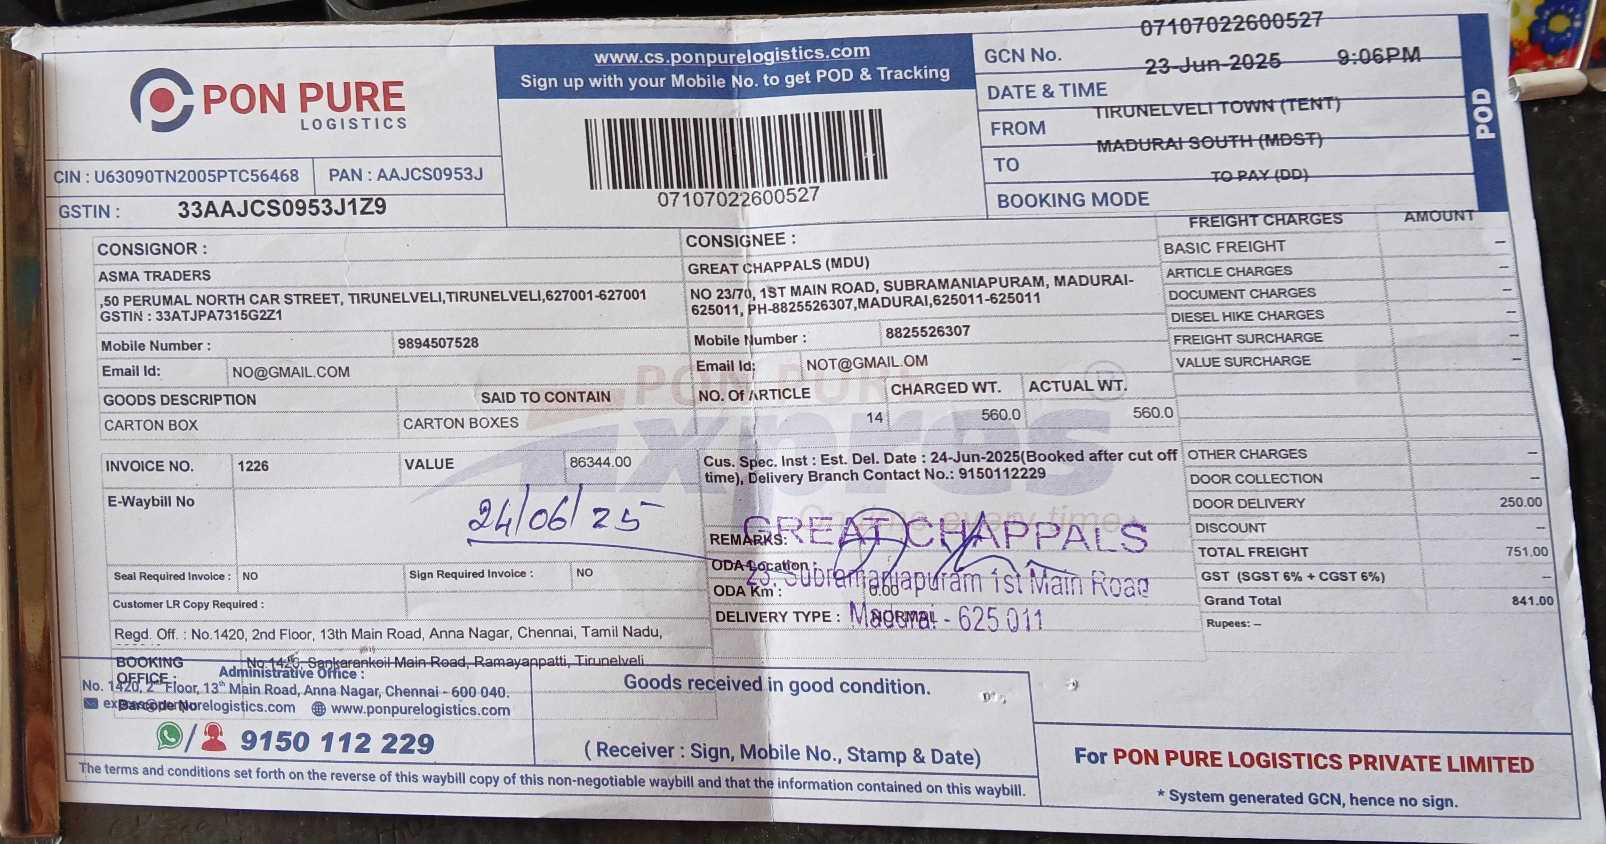 PON PURE
LOGISTICS
CIN : U63090TN2005PTC56468
PAN : AAJCS0953J
GSTIN : 33AAJCS0953J1Z9
www.cs.ponpurelogistics.com
Sign up with your Mobile No. to get POD & Tracking
07107022600527
GCN No. 07107022600527
DATE & TIME 23-Jun-2025 9:06PM
FROM TIRUNELVELI TOWN (TENT)
TO MADURAI SOUTH (MDST)
BOOKING MODE TO PAY (DD)
POD
CONSIGNOR :
ASMA TRADERS
,50 PERUMAL NORTH CAR STREET, TIRUNELVELI,TIRUNELVELI,627001-627001
GSTIN : 33ATJPA7315G2Z1
Mobile Number : 9894507528
Email Id: NO@GMAIL.COM
CONSIGNEE :
GREAT CHAPPALS (MDU)
NO 23/70, 1ST MAIN ROAD, SUBRAMANIAPURAM, MADURAI-
625011, PH-8825526307,MADURAI,625011-625011
Mobile Number : 8825526307
Email Id: NOT@GMAIL.OM
GOODS DESCRIPTION SAID TO CONTAIN NO. Of ARTICLE CHARGED WT. ACTUAL WT.
CARTON BOX CARTON BOXES 14 560.0 560.0
INVOICE NO. 1226 VALUE 86344.00
E-Waybill No
24/06/25
Cus. Spec. Inst : Est. Del. Date : 24-Jun-2025(Booked after cut off
time), Delivery Branch Contact No.: 9150112229
REMARKS:
ODA Location :
ODA Km : 0.00
DELIVERY TYPE : NORMAL
GREAT CHAPPALS
23, Subramaniapuram 1st Main Road
Madurai - 625 011
PON PURE
Expres
On time every time
Seal Required Invoice : NO Sign Required Invoice : NO
Customer LR Copy Required :
Regd. Off. : No.1420, 2nd Floor, 13th Main Road, Anna Nagar, Chennai, Tamil Nadu,
BOOKING OFFICE : No.1420, Sankarankoil Main Road, Ramayanpatti, Tirunelveli
Barcode No
FREIGHT CHARGES AMOUNT
BASIC FREIGHT –
ARTICLE CHARGES –
DOCUMENT CHARGES –
DIESEL HIKE CHARGES –
FREIGHT SURCHARGE –
VALUE SURCHARGE –
OTHER CHARGES –
DOOR COLLECTION –
DOOR DELIVERY 250.00
DISCOUNT –
TOTAL FREIGHT 751.00
GST (SGST 6% + CGST 6%) –
Grand Total 841.00
Rupees: –
Administrative Office :
No. 1420, 2nd Floor, 13th Main Road, Anna Nagar, Chennai - 600 040.
www.ponpurelogistics.com
9150 112 229
Goods received in good condition.
( Receiver : Sign, Mobile No., Stamp & Date)
For PON PURE LOGISTICS PRIVATE LIMITED
* System generated GCN, hence no sign.
The terms and conditions set forth on the reverse of this waybill copy of this non-negotiable waybill and that the information contained on this waybill.